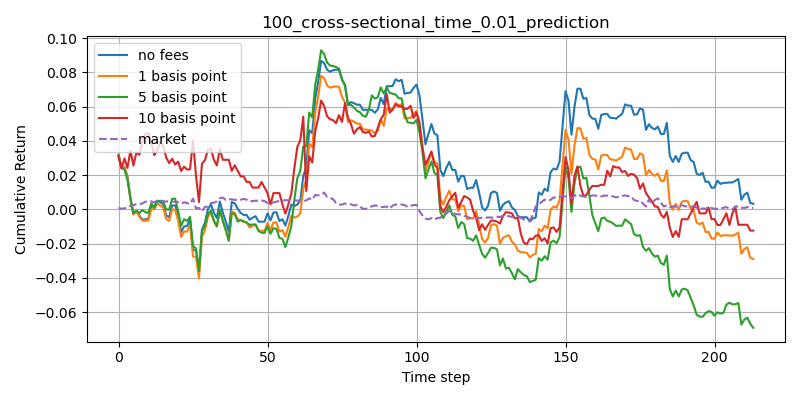 100_cross-sectional_time_0.01_prediction
Cumulative Return
0.10
0.08
0.06
0.04
0.02
0.00
−0.02
−0.04
−0.06
no fees
1 basis point
5 basis point
10 basis point
market
0
50
100
150
200
Time step